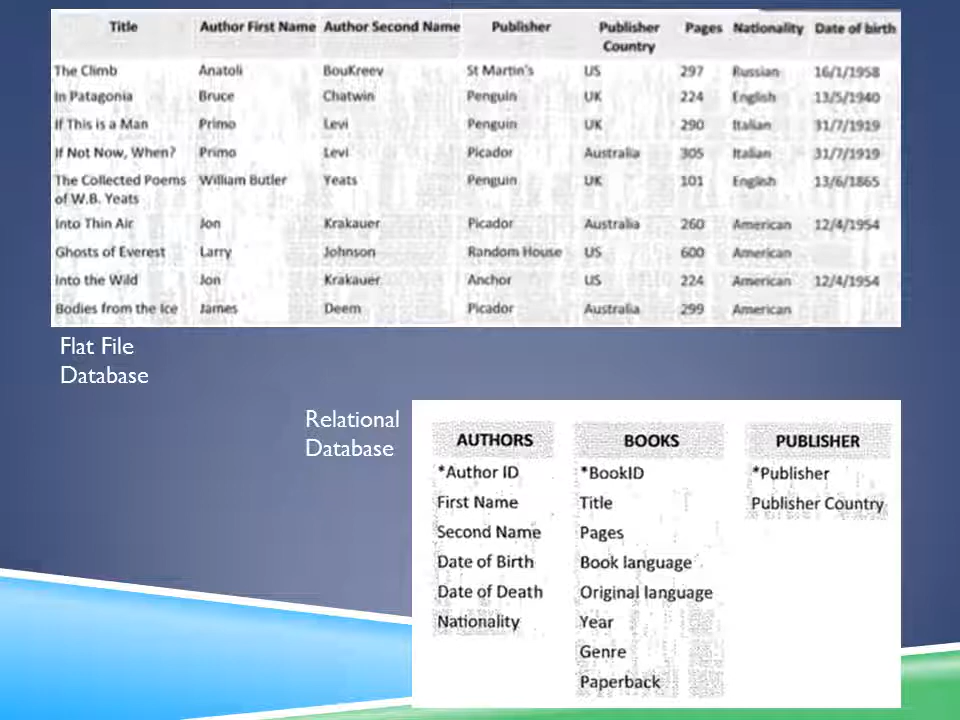 Title Author First Name Author Second Name Publisher Publisher Country Pages Nationality Date of birth
The Climb Anatoli BouKreev St Martin's US 297 Russian 16/1/1958
In Patagonia Bruce Chatwin Penguin UK 224 English 13/5/1940
If This is a Man Primo Levi Penguin UK 290 Italian 31/7/1919
If Not Now, When? Primo Levi Picador Australia 305 Italian 31/7/1919
The Collected Poems William Butler Yeats Penguin UK 101 English 13/6/1865
of W.B. Yeats
Into Thin Air Jon Krakauer Picador Australia 260 American 12/4/1954
Ghosts of Everest Larry Johnson Random House US 600 American
Into the Wild Jon Krakauer Anchor US 224 American 12/4/1954
Bodies from the Ice James Deem Picador Australia 299 American
Flat File
Database
Relational
Database
AUTHORS BOOKS PUBLISHER
*Author ID *BookID *Publisher
First Name Title Publisher Country
Second Name Pages
Date of Birth Book language
Date of Death Original language
Nationality Year
Genre
Paperback